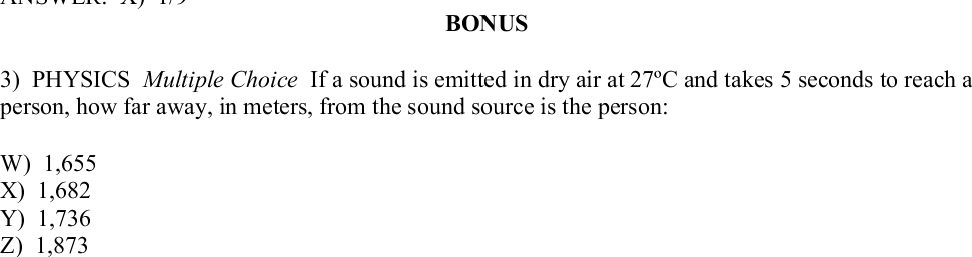 BONUS
3) PHYSICS Multiple Choice If a sound is emitted in dry air at 27ºC and takes 5 seconds to reach a
person, how far away, in meters, from the sound source is the person:
W) 1,655
X) 1,682
Y) 1,736
Z) 1,873